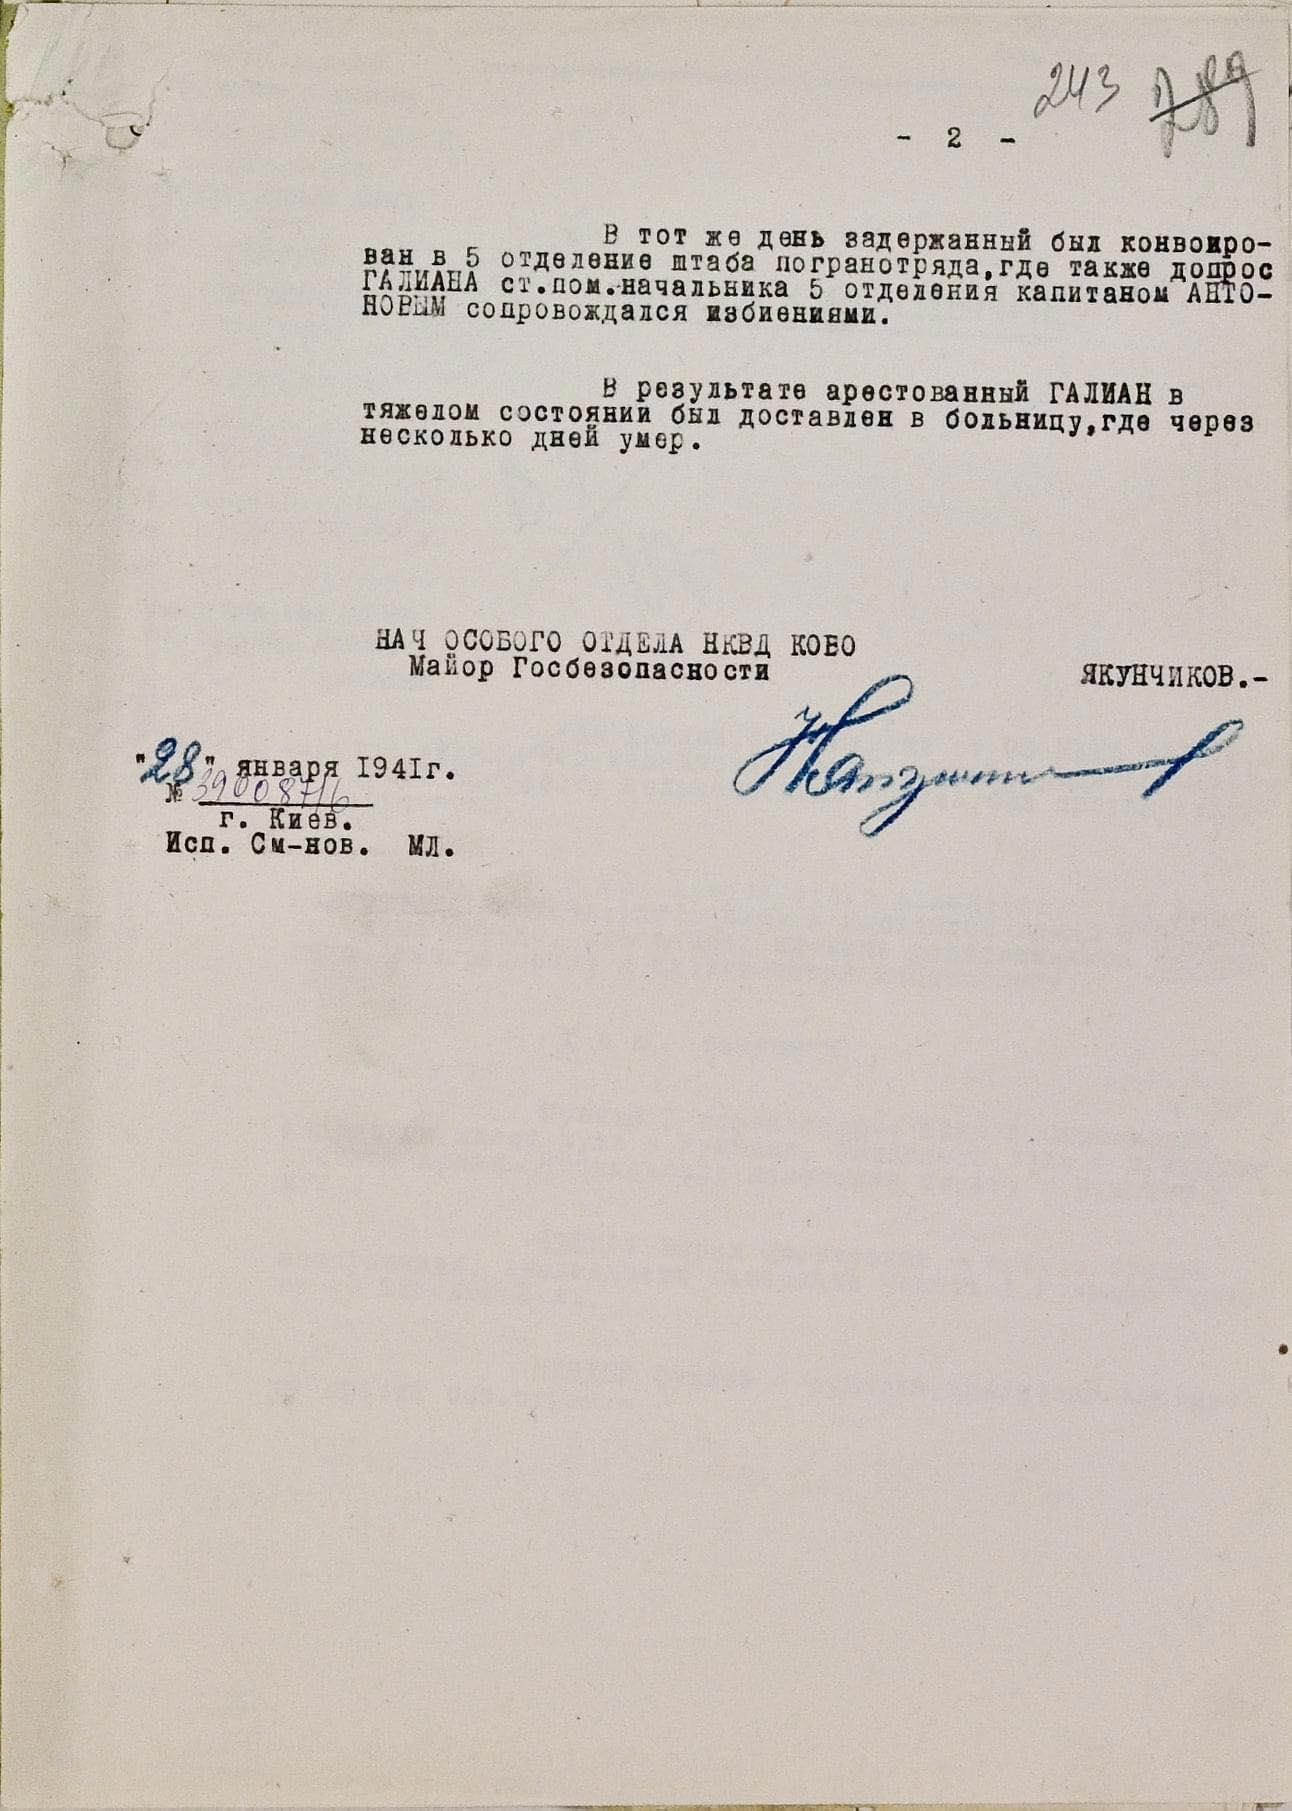 243 789
- 2 -
В тот же день задержанный был конвоиро-
ван в 5 отделение штаба погранотряда,где также допрос
ГАЛИАНА ст.пом.начальника 5 отделения капитаном АНТО-
НОВЫМ сопровождался избиениями.
В результате арестованный ГАЛИАН в
тяжелом состоянии был доставлен в больницу,где через
несколько дней умер.
НАЧ ОСОБОГО ОТДЕЛА НКВД КОВО
Майор Госбезопасности ЯКУНЧИКОВ.-
"28" января 1941г.
№
г. Киев.
Исп. См-нов. МЛ.